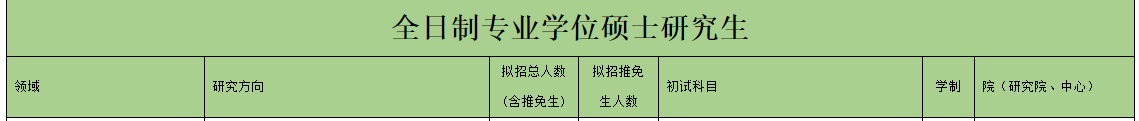 全日制专业学位硕士研究生
领域
研究方向
拟招总人数
(含推免生)
拟招推免
生人数
初试科目
学制
院（研究院、中心）